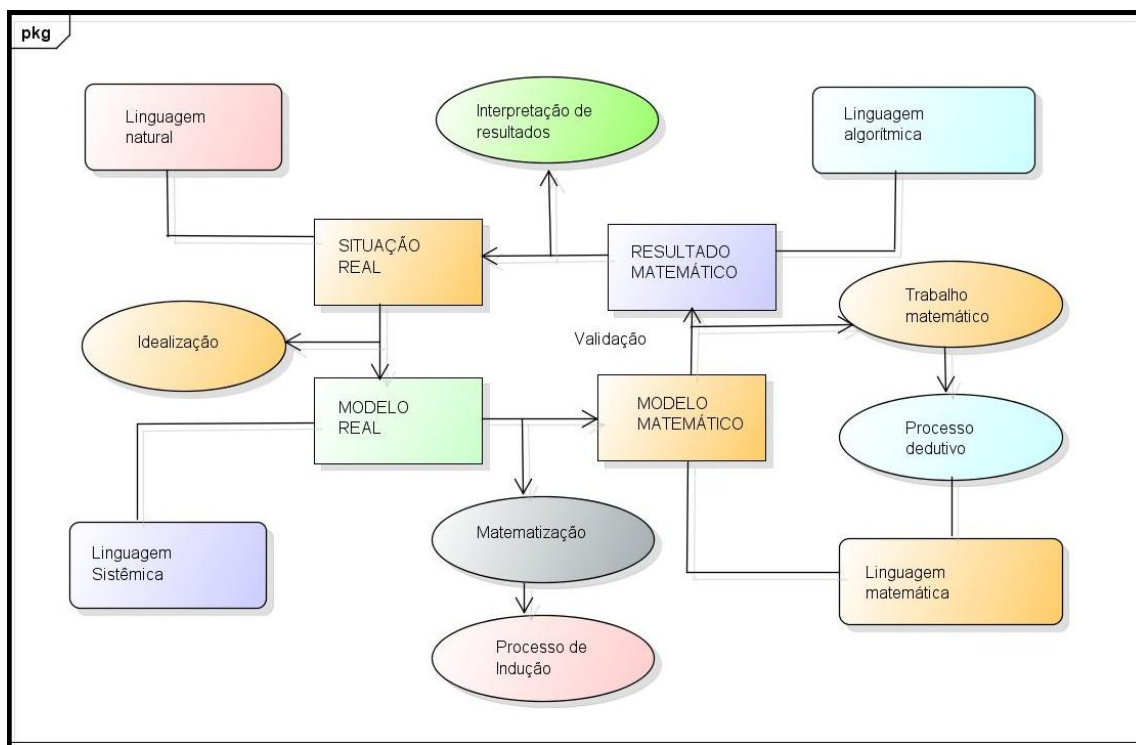 pkg
Linguagem
natural
Interpretação de
resultados
Linguagem
algorítmica
SITUAÇÃO
REAL
RESULTADO
MATEMÁTICO
Trabalho
matemático
Idealização
Validação
MODELO
REAL
MODELO
MATEMÁTICO
Processo
dedutivo
Linguagem
Sistêmica
Matematização
Linguagem
matemática
Processo de
Indução